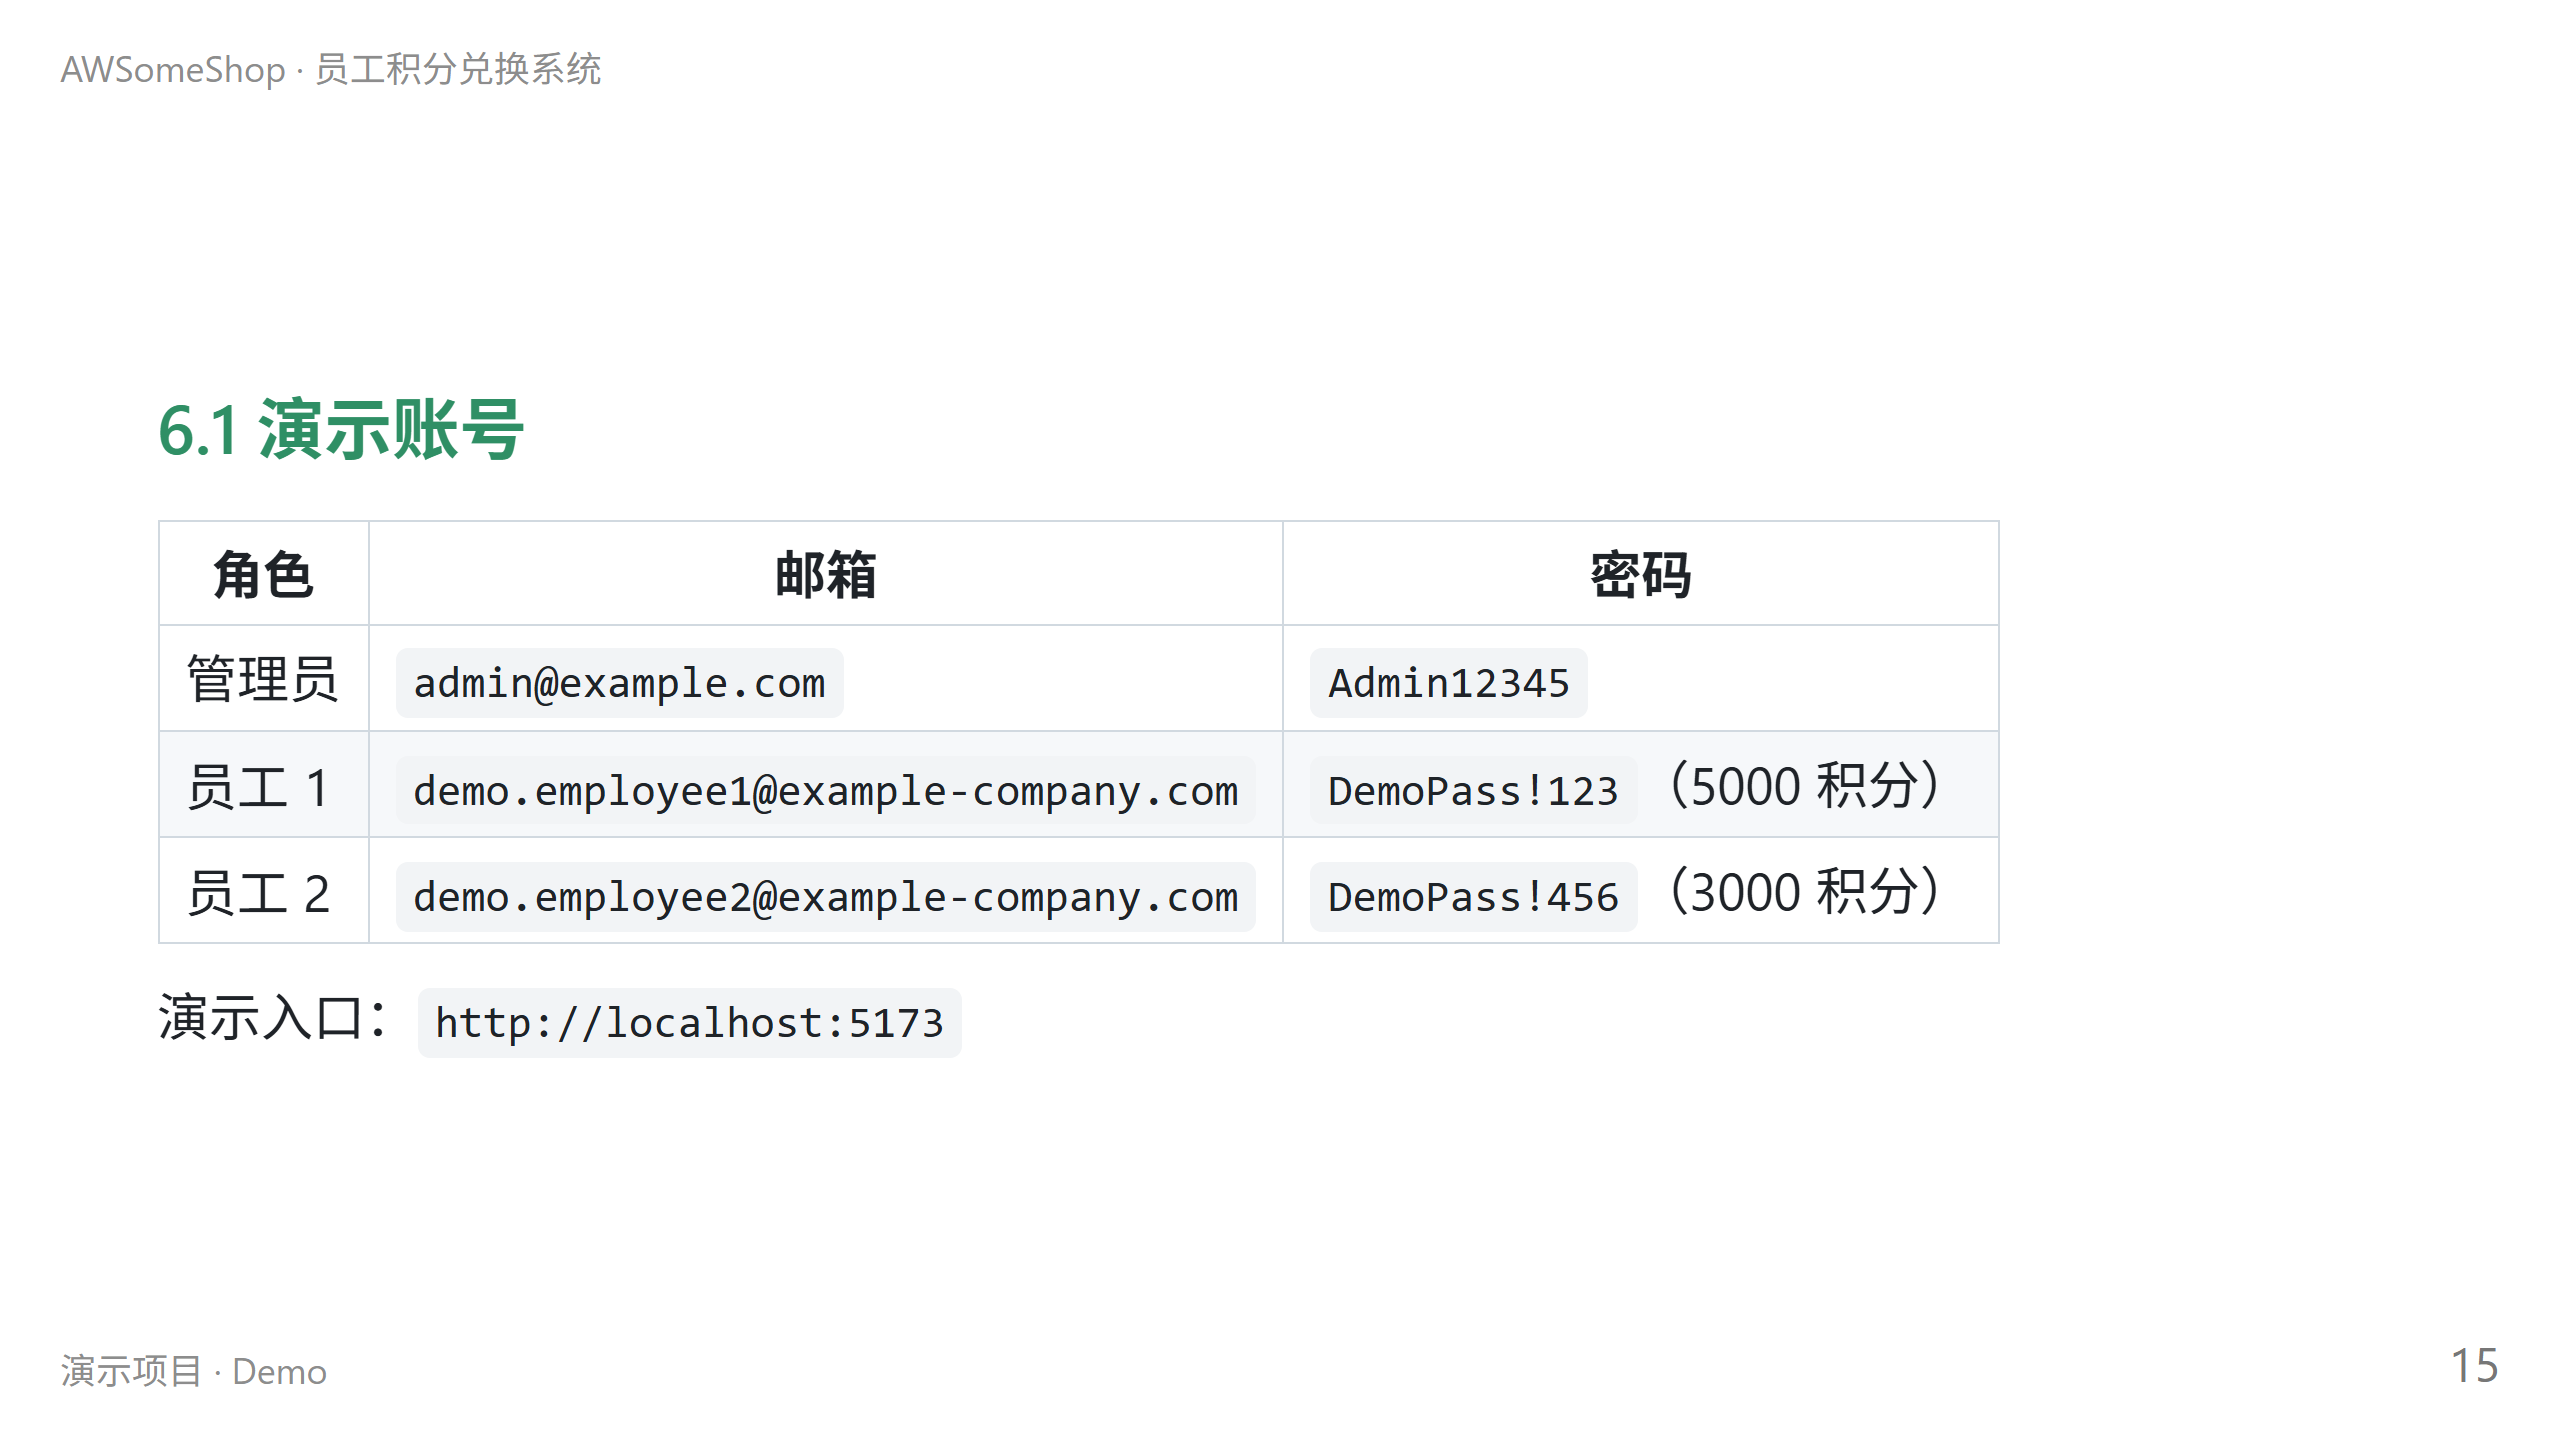 AWSomeShop · 员工积分兑换系统
6.1 演示账号
角色 邮箱 密码
管理员 admin@example.com Admin12345
员工 1 demo.employee1@example-company.com DemoPass!123（5000 积分）
员工 2 demo.employee2@example-company.com DemoPass!456（3000 积分）
演示入口：http://localhost:5173
演示项目 · Demo
15